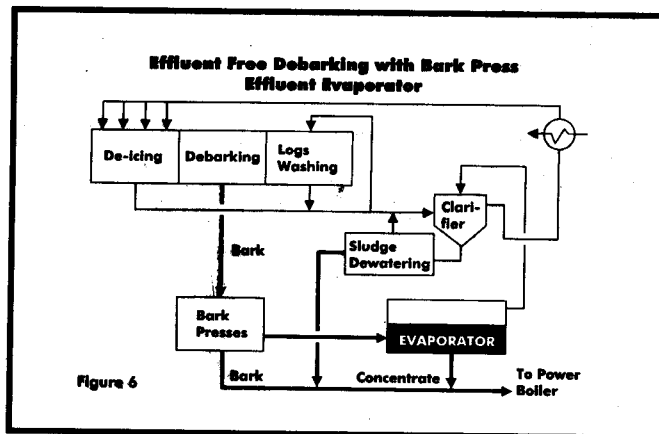 Effluent Free Debarking with Bark Press
Effluent Evaporator
De-icing
Debarking
Logs
Washing
Clari-
fier
Sludge
Dewatering
Bark
Bark
Presses
EVAPORATOR
Bark
Concentrate
To Power
Boiler
Figure 6